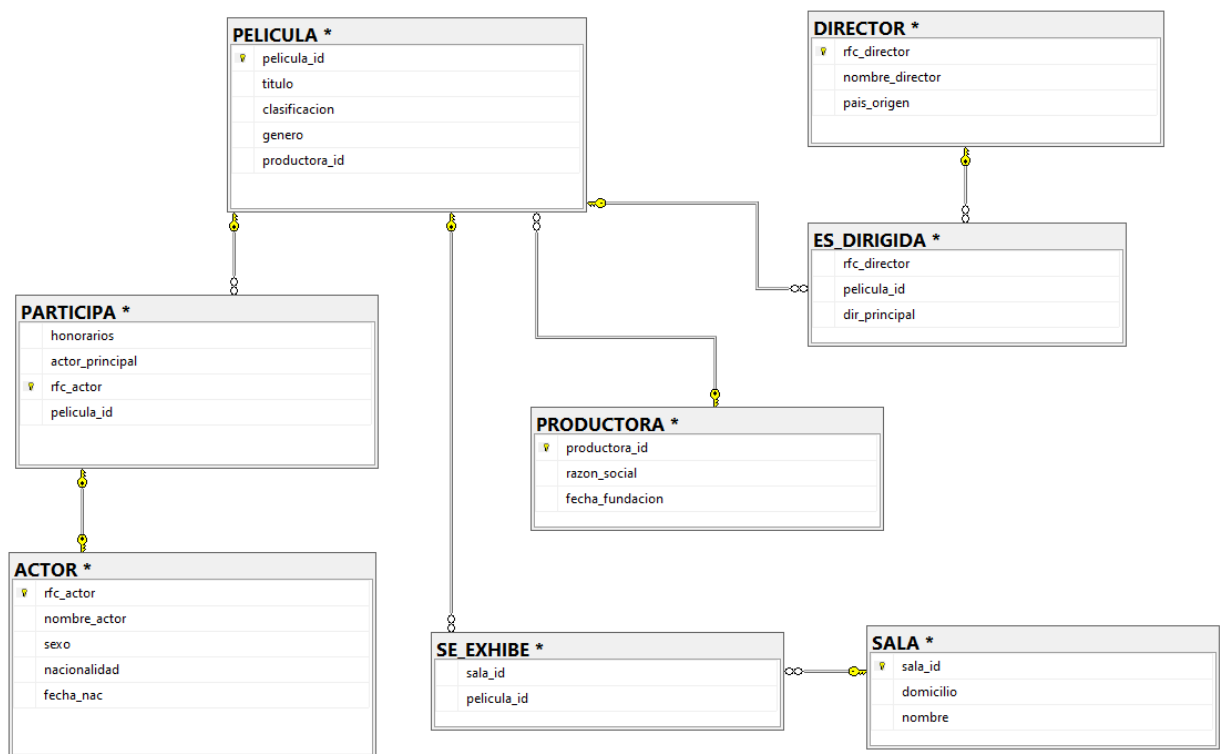 PELICULA *
pelicula_id
titulo
clasificacion
genero
productora_id
DIRECTOR *
rfc_director
nombre_director
pais_origen
ES_DIRIGIDA *
rfc_director
pelicula_id
dir_principal
PARTICIPA *
honorarios
actor_principal
rfc_actor
pelicula_id
PRODUCTORA *
productora_id
razon_social
fecha_fundacion
ACTOR *
rfc_actor
nombre_actor
sexo
nacionalidad
fecha_nac
SE_EXHIBE *
sala_id
pelicula_id
SALA *
sala_id
domicilio
nombre